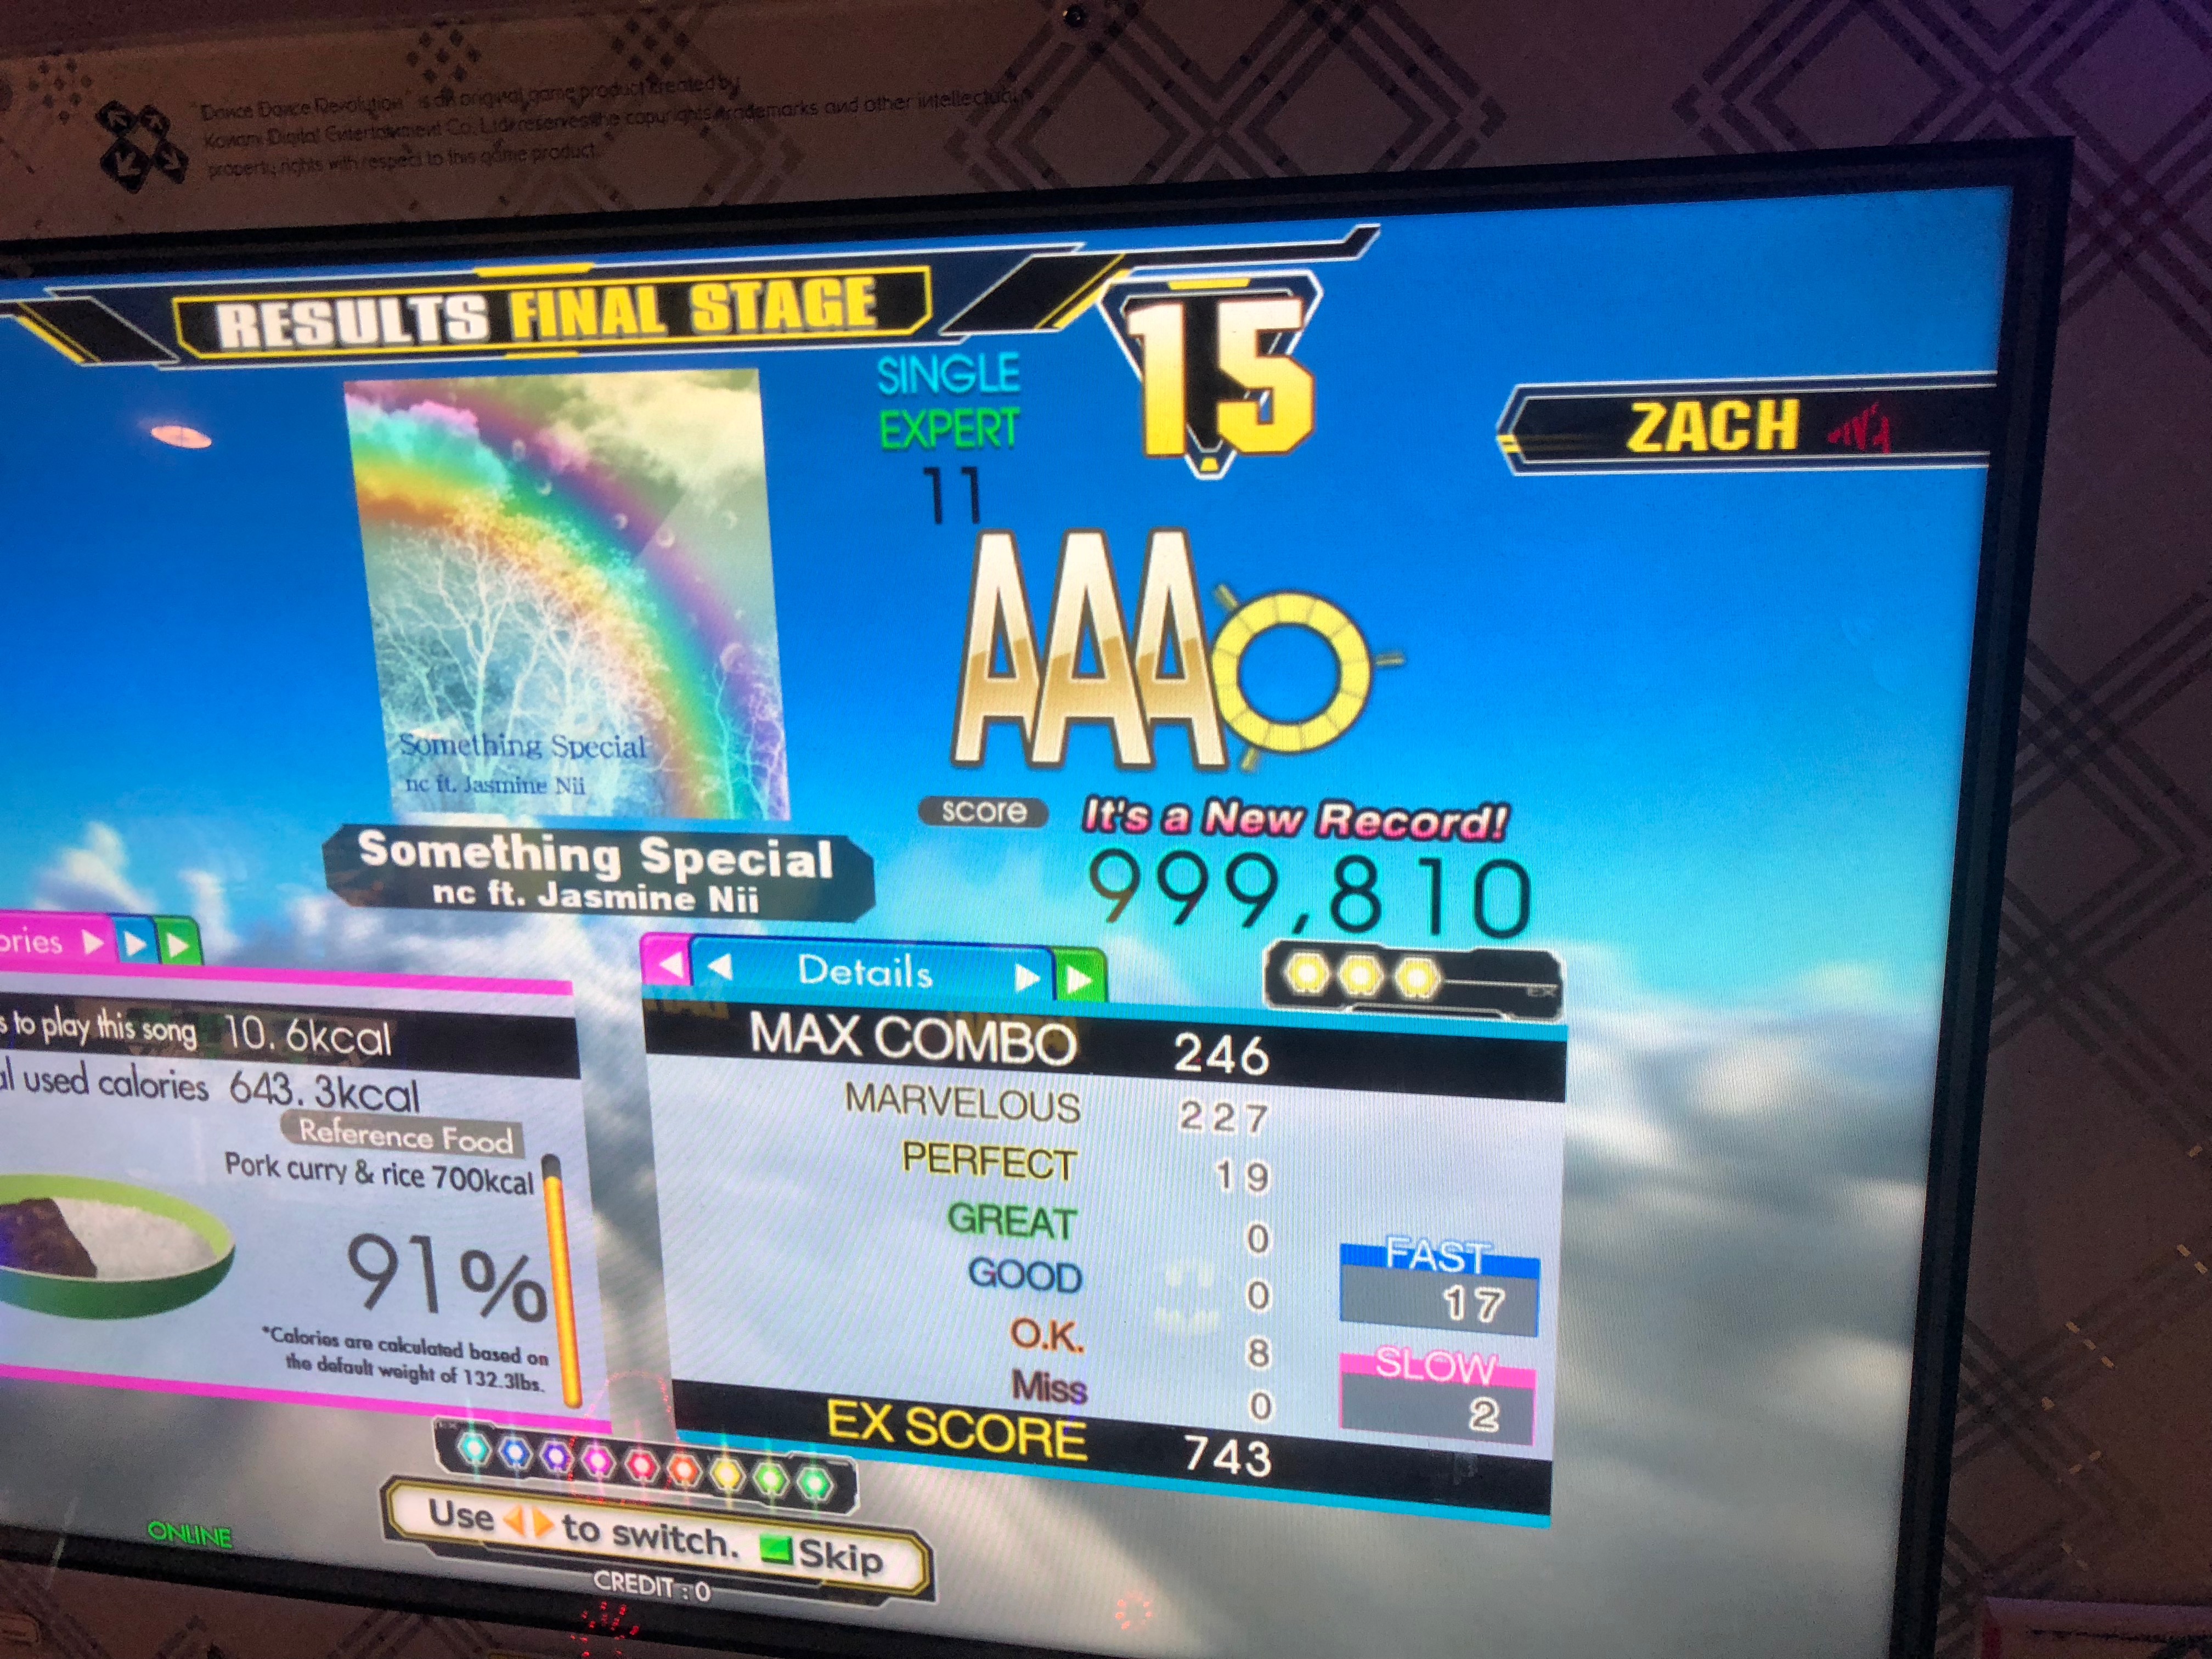 "Dance Dance Revolution" is an original game product created by
Konami Digital Entertainment Co., Ltd. reserves the copyrights, trademarks and other intellectual
property rights with respect to this game product.
RESULTS FINAL STAGE
15
SINGLE
EXPERT
11
ZACH
AAA
Something Special
nc ft. Jasmine Nii
score
It's a New Record!
999,810
Something Special
nc ft. Jasmine Nii
Details
EX
MAX COMBO 246
MARVELOUS 227
PERFECT 19
GREAT 0
GOOD 0
O.K. 8
Miss 0
EX SCORE 743
FAST
17
SLOW
2
ories
s to play this song 10.6kcal
al used calories 643.3kcal
Reference Food
Pork curry & rice 700kcal
91%
*Calories are calculated based on
the default weight of 132.3lbs.
EX
Use to switch. Skip
ONLINE
CREDIT : 0